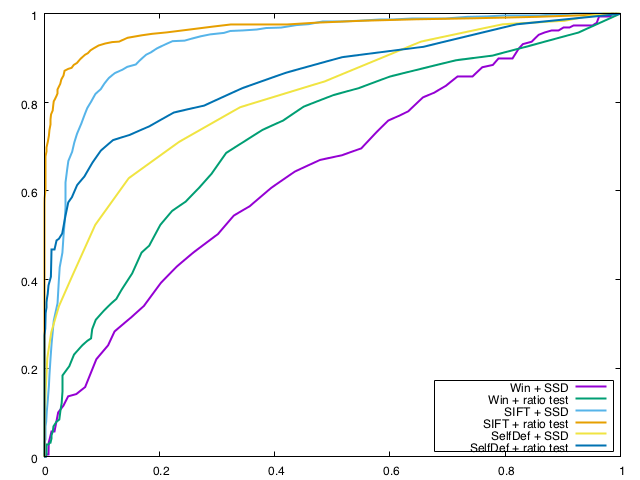 1
0.8
0.6
0.4
0.2
0
0
0.2
0.4
0.6
0.8
1
Win + SSD
Win + ratio test
SIFT + SSD
SIFT + ratio test
SelfDef + SSD
SelfDef + ratio test